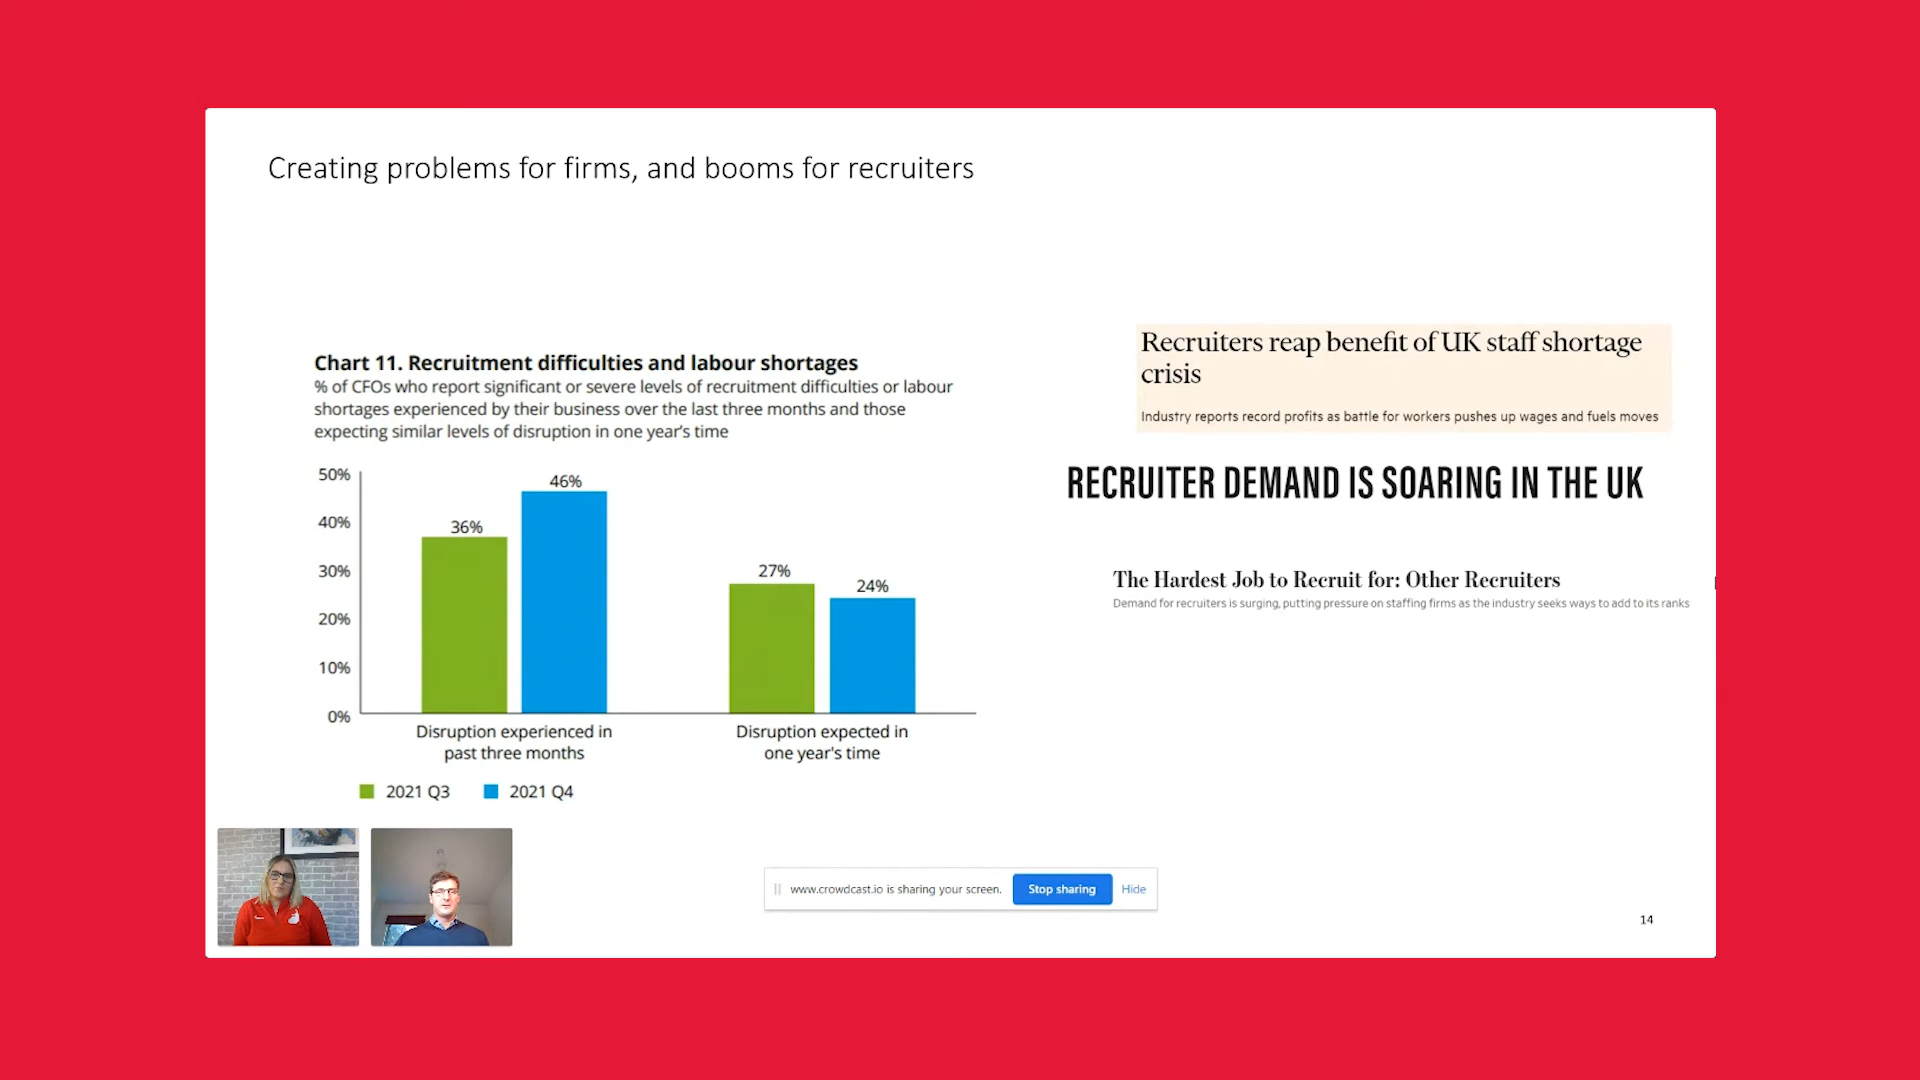 Creating problems for firms, and booms for recruiters
Chart 11. Recruitment difficulties and labour shortages
% of CFOs who report significant or severe levels of recruitment difficulties or labour
shortages experienced by their business over the last three months and those
expecting similar levels of disruption in one year's time
50%
40%
30%
20%
10%
0%
36%
46%
27%
24%
Disruption experienced in
past three months
Disruption expected in
one year's time
2021 Q3
2021 Q4
Recruiters reap benefit of UK staff shortage
crisis
Industry reports record profits as battle for workers pushes up wages and fuels moves
RECRUITER DEMAND IS SOARING IN THE UK
The Hardest Job to Recruit for: Other Recruiters
Demand for recruiters is surging, putting pressure on staffing firms as the industry seeks ways to add to its ranks
www.crowdcast.io is sharing your screen.
Stop sharing
Hide
14